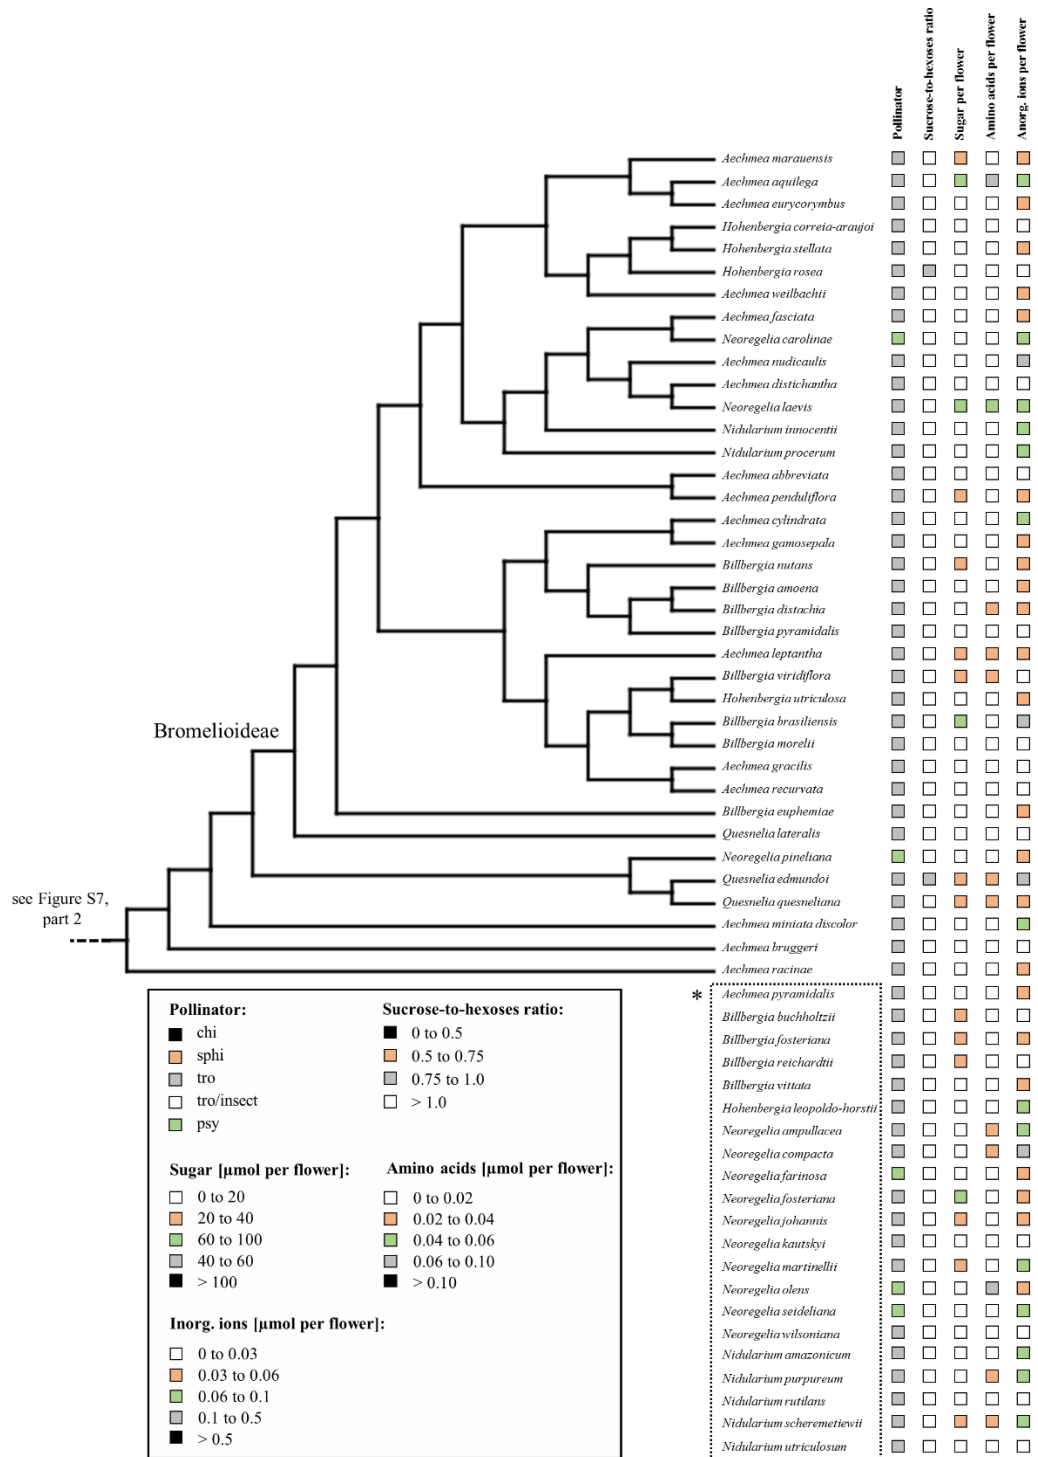 Pollinator
Sucrose-to-hexoses ratio
Sugar per flower
Amino acids per flower
Anorg. ions per flower
Aechmea marauensis
Aechmea aquilega
Aechmea eurycorymbus
Hohenbergia correia-araujoi
Hohenbergia stellata
Hohenbergia rosea
Aechmea weilbachii
Aechmea fasciata
Neoregelia carolinae
Aechmea nudicaulis
Aechmea distichantha
Neoregelia laevis
Nidularium innocentii
Nidularium procerum
Aechmea abbreviata
Aechmea penduliflora
Aechmea cylindrata
Aechmea gamosepala
Billbergia nutans
Billbergia amoena
Billbergia distachia
Billbergia pyramidalis
Aechmea leptantha
Billbergia viridiflora
Hohenbergia utriculosa
Billbergia brasiliensis
Bromelioideae
Billbergia morelii
Aechmea gracilis
Aechmea recurvata
Billbergia euphemiae
Quesnelia lateralis
Neoregelia pineliana
Quesnelia edmundoi
Quesnelia quesneliana
see Figure S7,
part 2
Aechmea miniata discolor
Aechmea bruggeri
Aechmea racinae
*
Aechmea pyramidalis
Billbergia buchholtzii
Billbergia fosteriana
Billbergia reichardtii
Billbergia vittata
Hohenbergia leopoldo-horstii
Neoregelia ampullacea
Neoregelia compacta
Neoregelia farinosa
Neoregelia fosteriana
Neoregelia johannis
Neoregelia kautskyi
Neoregelia martinellii
Neoregelia olens
Neoregelia seideliana
Neoregelia wilsoniana
Nidularium amazonicum
Nidularium purpureum
Nidularium rutilans
Nidularium scheremetiewii
Nidularium utriculosum
Pollinator:
chi
sphi
tro
tro/insect
psy
Sucrose-to-hexoses ratio:
0 to 0.5
0.5 to 0.75
0.75 to 1.0
> 1.0
Sugar [µmol per flower]:
0 to 20
20 to 40
60 to 100
40 to 60
> 100
Amino acids [µmol per flower]:
0 to 0.02
0.02 to 0.04
0.04 to 0.06
0.06 to 0.10
> 0.10
Inorg. ions [µmol per flower]:
0 to 0.03
0.03 to 0.06
0.06 to 0.1
0.1 to 0.5
> 0.5